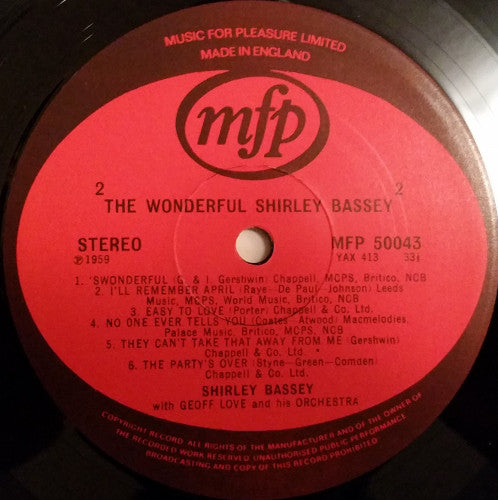 MUSIC FOR PLEASURE LIMITED
MADE IN ENGLAND
mfp
2 2
THE WONDERFUL SHIRLEY BASSEY
STEREO MFP 50043
℗1959 YAX 413 33⅓
1. 'SWONDERFUL (G. & I. Gershwin) Chappell, MCPS, Britico, NCB
2. I'LL REMEMBER APRIL (Raye- De Paul- Johnson) Leeds
Music, MCPS, World Music, Britico, NCB
3. EASY TO LOVE (Porter) Chappell & Co. Ltd.
4. NO ONE EVER TELLS YOU (Coates- Atwood) Macmelodies,
Palace Music, Britico, MCPS, NCB
5. THEY CAN'T TAKE THAT AWAY FROM ME (Gershwin)
Chappell & Co. Ltd.
6. THE PARTY'S OVER (Styne-Green-Comden)
Chappell & Co. Ltd.
SHIRLEY BASSEY
with GEOFF LOVE and his ORCHESTRA
COPYRIGHT RECORD ALL RIGHTS OF THE MANUFACTURER AND OF THE OWNER OF
THE RECORDED WORK RESERVED UNAUTHORISED PUBLIC PERFORMANCE
BROADCASTING AND COPY OF THIS RECORD PROHIBITED